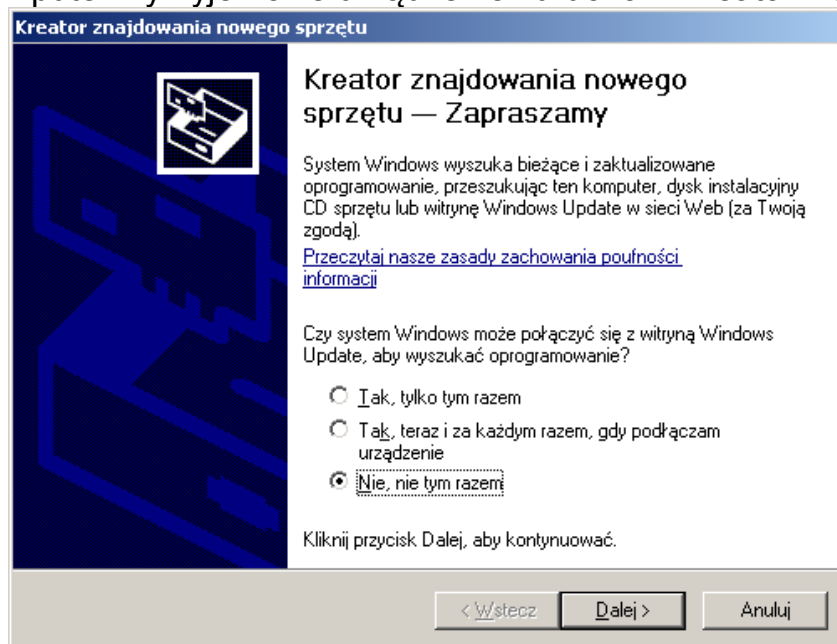 Kreator znajdowania nowego sprzętu
Kreator znajdowania nowego
sprzętu — Zapraszamy
System Windows wyszuka bieżące i zaktualizowane
oprogramowanie, przeszukując ten komputer, dysk instalacyjny
CD sprzętu lub witrynę Windows Update w sieci Web (za Twoją
zgodą).
Przeczytaj nasze zasady zachowania poufności
informacji
Czy system Windows może połączyć się z witryną Windows
Update, aby wyszukać oprogramowanie?
Tak, tylko tym razem
Tak, teraz i za każdym razem, gdy podłączam
urządzenie
Nie, nie tym razem
Kliknij przycisk Dalej, aby kontynuować.
< Wstecz Dalej > Anuluj